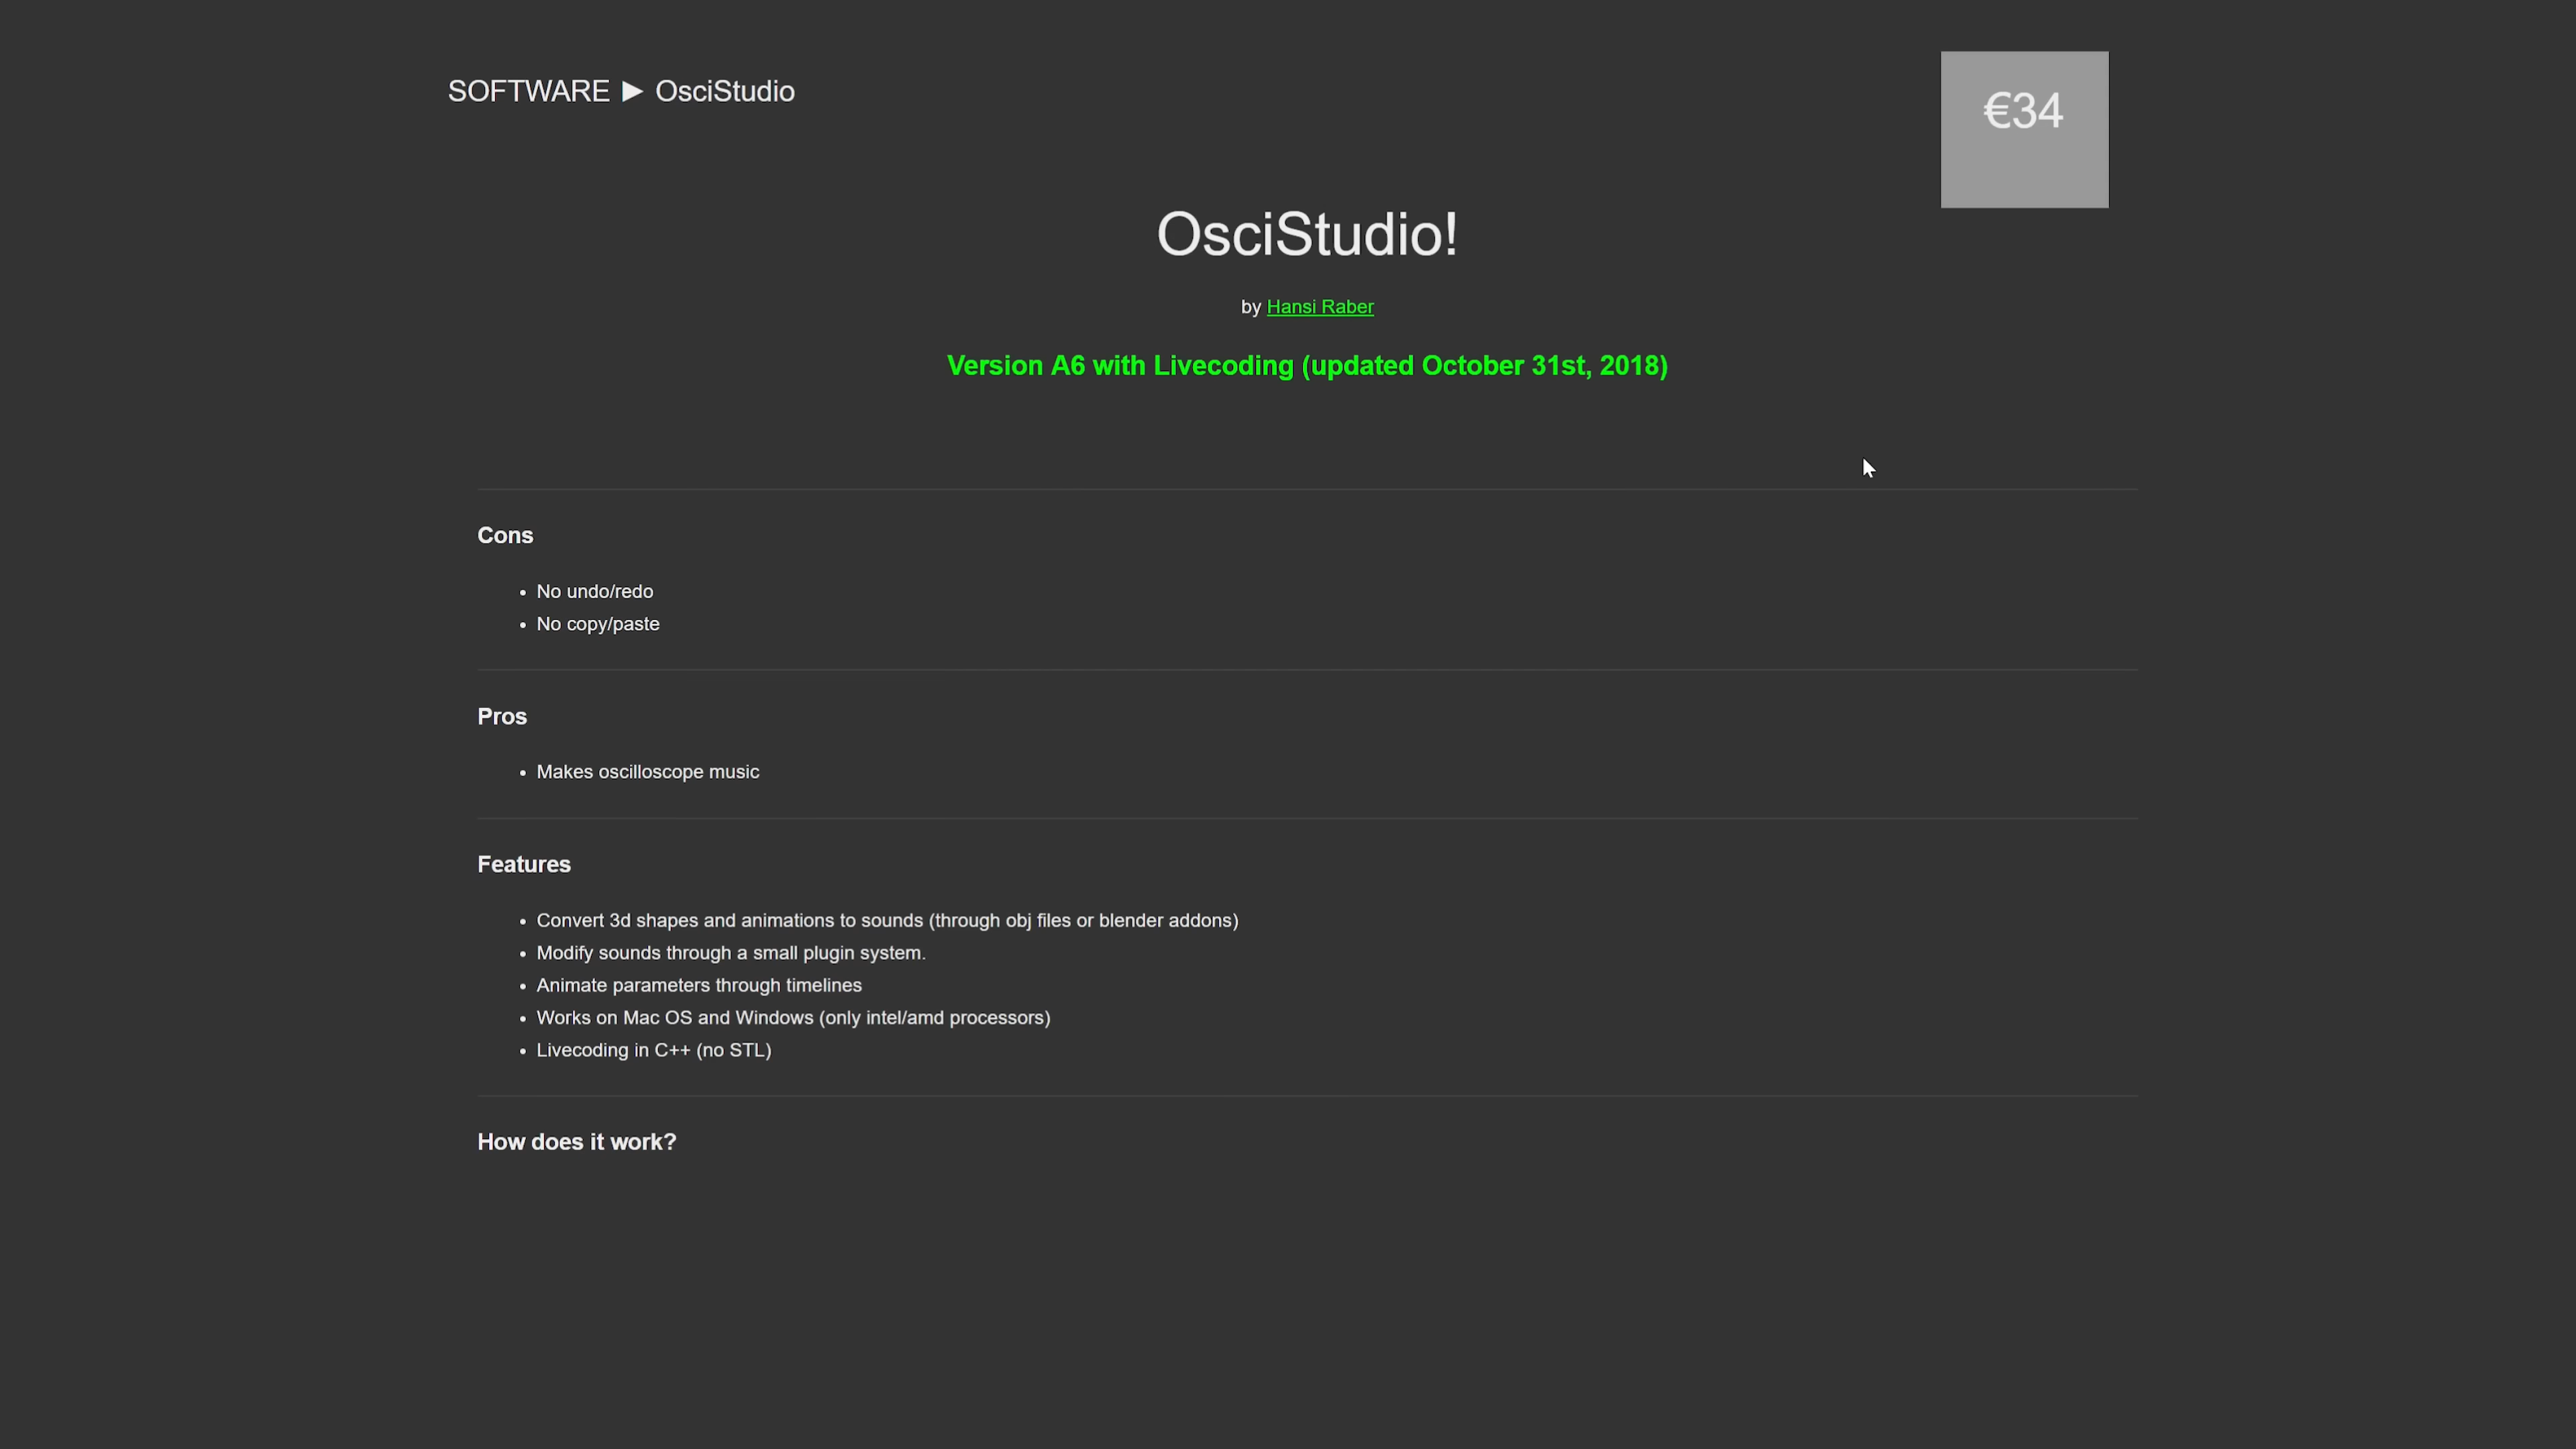 SOFTWARE ► OsciStudio
€34
OsciStudio!
by Hansi Raber
Version A6 with Livecoding (updated October 31st, 2018)
Cons
• No undo/redo
• No copy/paste
Pros
• Makes oscilloscope music
Features
• Convert 3d shapes and animations to sounds (through obj files or blender addons)
• Modify sounds through a small plugin system.
• Animate parameters through timelines
• Works on Mac OS and Windows (only intel/amd processors)
• Livecoding in C++ (no STL)
How does it work?